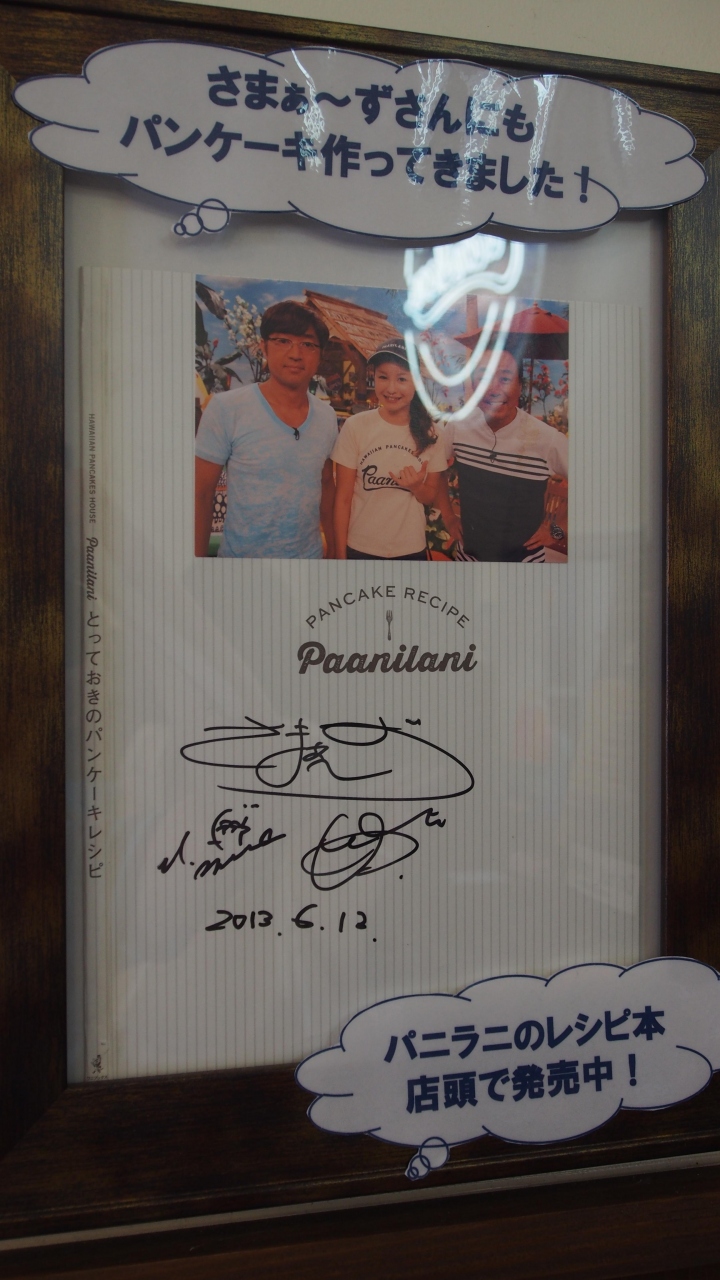 さまぁ〜ずさんにも
パンケーキ作ってきました！
HAWAIIAN PANCAKES HOUSE Paanilani とっておきのパンケーキレシピ
PANCAKE RECIPE
Paanilani
2013.6.12.
パニラニのレシピ本
店頭で発売中！